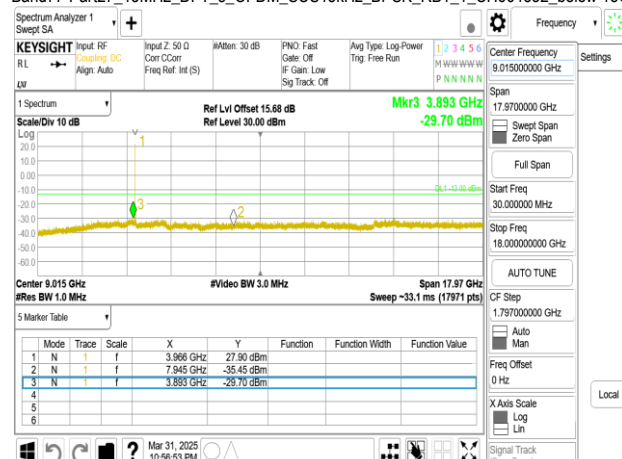 Spectrum Analyzer 1
Swept SA
+
Frequency
KEYSIGHT
RL
LXI
Input: RF
Coupling: DC
Align: Auto
Input Z: 50 Ω
Corr CCorr
Freq Ref: Int (S)
#Atten: 30 dB
PNO: Fast
Gate: Off
IF Gain: Low
Sig Track: Off
Avg Type: Log-Power
Trig: Free Run
1 2 3 4 5 6
M W W W W W
P N N N N N
Center Frequency
9.015000000 GHz
Settings
Span
17.9700000 GHz
Swept Span
Zero Span
Full Span
Start Freq
30.000000 MHz
Stop Freq
18.000000000 GHz
AUTO TUNE
CF Step
1.797000000 GHz
Auto
Man
Freq Offset
0 Hz
X Axis Scale
Log
Lin
Signal Track
Local
1 Spectrum
Scale/Div 10 dB
Ref Lvl Offset 15.68 dB
Ref Level 30.00 dBm
Mkr3 3.893 GHz
-29.70 dBm
Log
20.0
10.0
0.00
-10.0
-20.0
-30.0
-40.0
-50.0
-60.0
1
2
3
DL1 -13.00 dBm
Center 9.015 GHz
#Res BW 1.0 MHz
#Video BW 3.0 MHz
Span 17.97 GHz
Sweep ~33.1 ms (17971 pts)
5 Marker Table
Mode Trace Scale X Y Function Function Width Function Value
1 N 1 f 3.966 GHz 27.90 dBm
2 N 1 f 7.945 GHz -35.45 dBm
3 N 1 f 3.893 GHz -29.70 dBm
4
5
6
?
Mar 31, 2025
10:56:53 PM